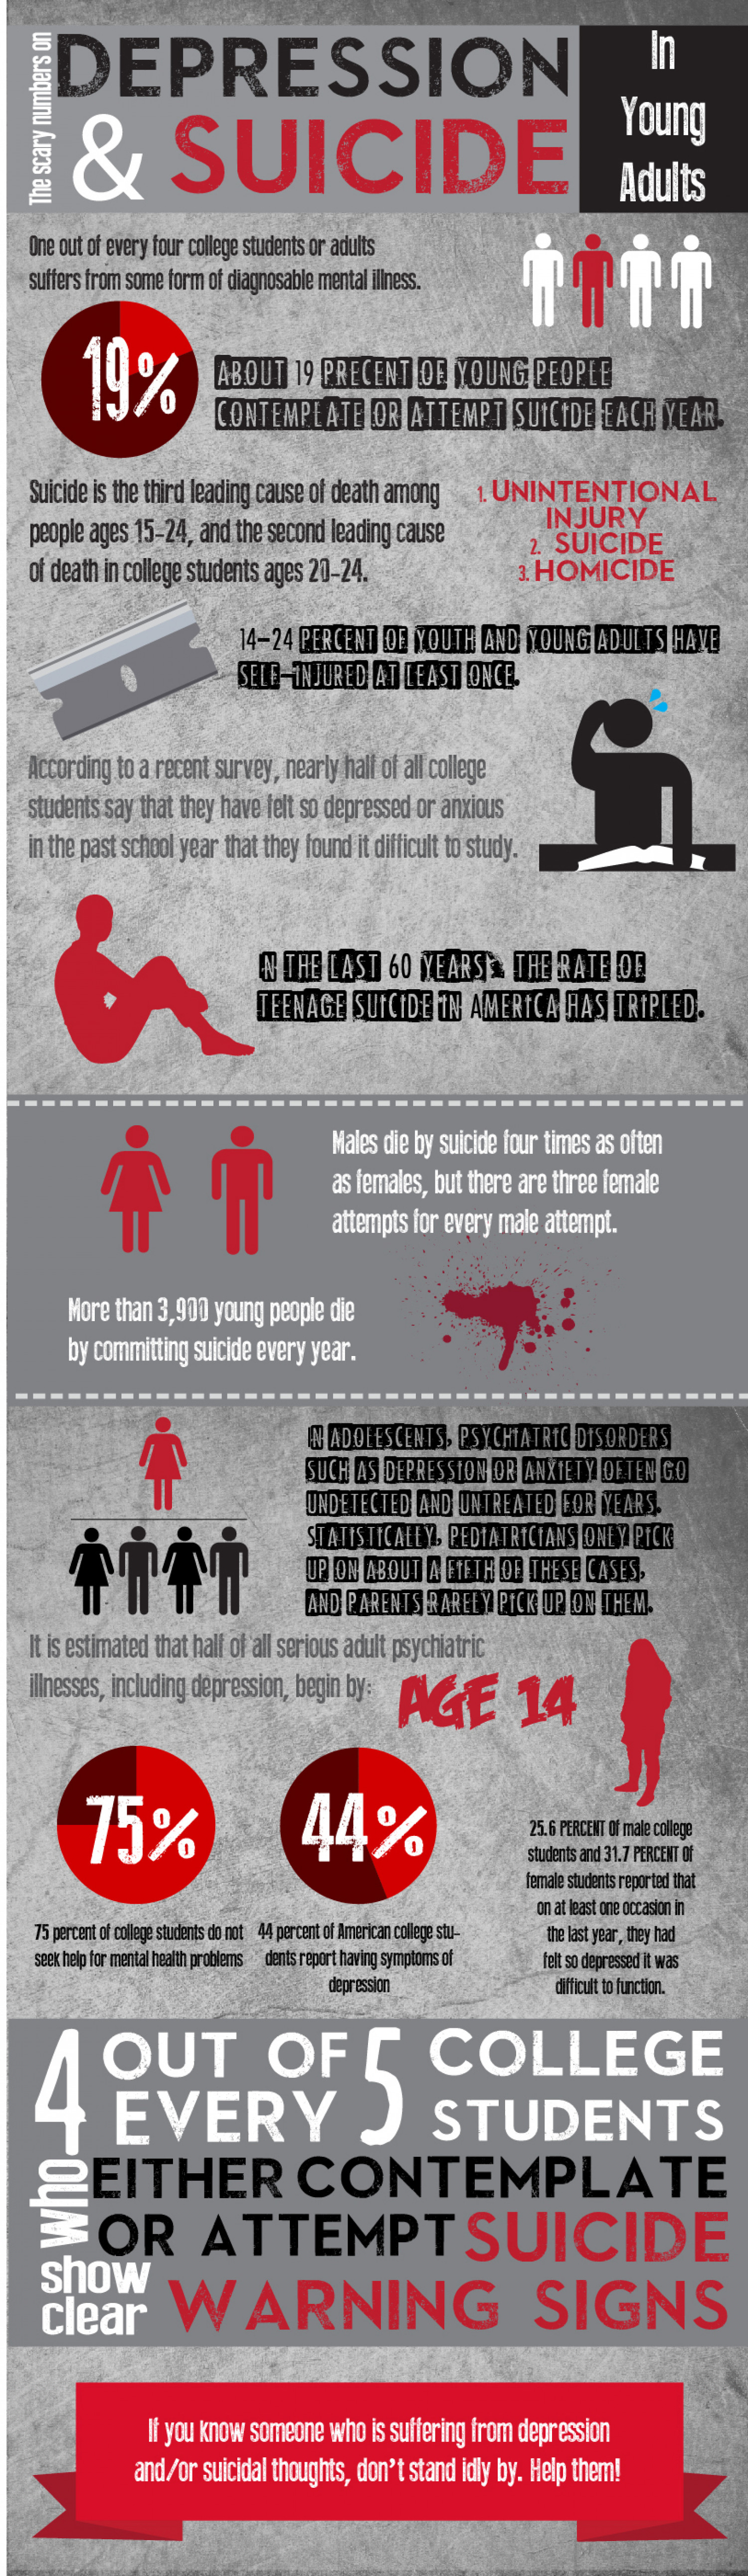 The scary numbers on
DEPRESSION
& SUICIDE
In
Young
Adults
One out of every four college students or adults
suffers from some form of diagnosable mental illness.
19%
ABOUT 19 PRECENT OF YOUNG PEOPLE
CONTEMPLATE OR ATTEMPT SUICIDE EACH YEAR.
Suicide is the third leading cause of death among
people ages 15-24, and the second leading cause
of death in college students ages 20-24.
1. UNINTENTIONAL
INJURY
2. SUICIDE
3. HOMICIDE
14-24 PERCENT OF YOUTH AND YOUNG ADULTS HAVE
SELF-INJURED AT LEAST ONCE.
According to a recent survey, nearly half of all college
students say that they have felt so depressed or anxious
in the past school year that they found it difficult to study.
IN THE LAST 60 YEARS, THE RATE OF
TEENAGE SUICIDE IN AMERICA HAS TRIPLED.
Males die by suicide four times as often
as females, but there are three female
attempts for every male attempt.
More than 3,900 young people die
by committing suicide every year.
IN ADOLESCENTS, PSYCHIATRIC DISORDERS
SUCH AS DEPRESSION OR ANXIETY OFTEN GO
UNDETECTED AND UNTREATED FOR YEARS.
STATISTICALLY, PEDIATRICIANS ONLY PICK
UP ON ABOUT A FIFTH OF THESE CASES,
AND PARENTS RARELY PICK UP ON THEM.
It is estimated that half of all serious adult psychiatric
illnesses, including depression, begin by:
AGE 14
75%
44%
75 percent of college students do not
seek help for mental health problems
44 percent of American college stu-
dents report having symptoms of
depression
25.6 PERCENT Of male college
students and 31.7 PERCENT Of
female students reported that
on at least one occasion in
the last year, they had
felt so depressed it was
difficult to function.
4 OUT OF 5 COLLEGE
EVERY STUDENTS
who EITHER CONTEMPLATE
OR ATTEMPT SUICIDE
show
clear WARNING SIGNS
If you know someone who is suffering from depression
and/or suicidal thoughts, don't stand idly by. Help them!